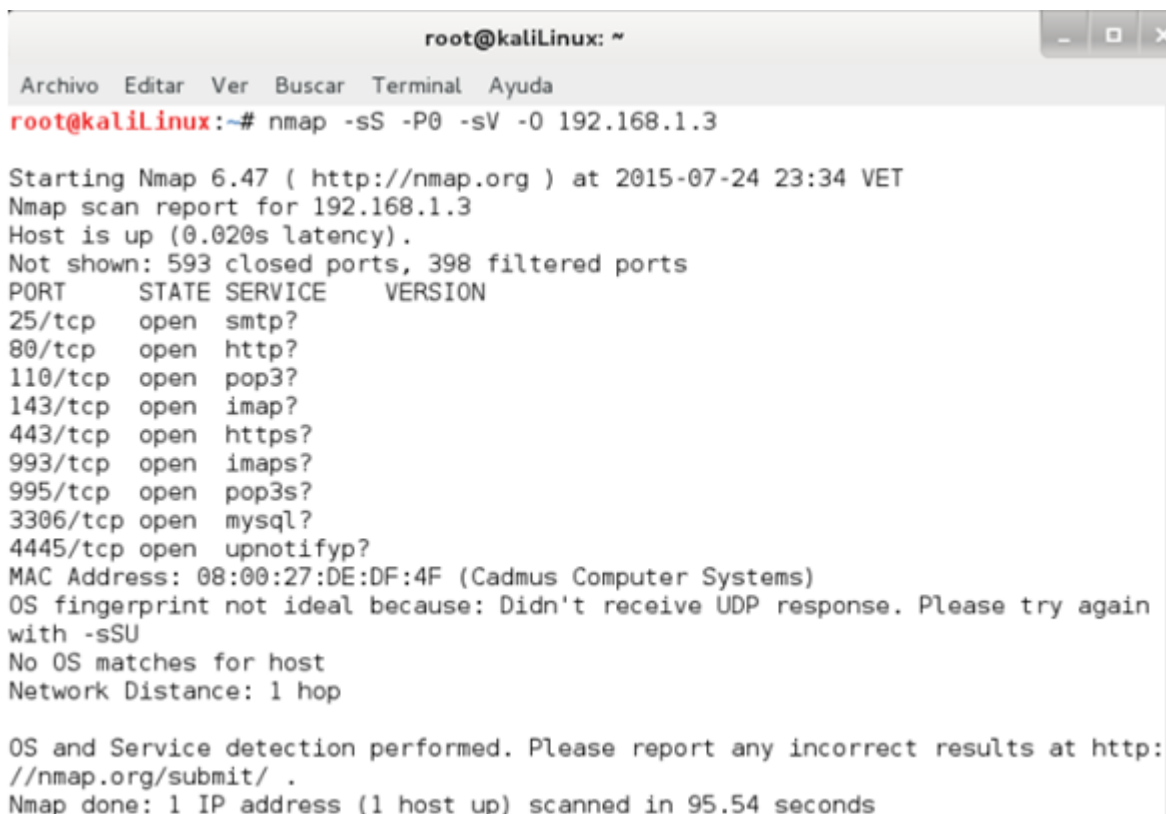 root@kaliLinux: ~
Archivo Editar Ver Buscar Terminal Ayuda
root@kaliLinux:~# nmap -sS -P0 -sV -O 192.168.1.3
Starting Nmap 6.47 ( http://nmap.org ) at 2015-07-24 23:34 VET
Nmap scan report for 192.168.1.3
Host is up (0.020s latency).
Not shown: 593 closed ports, 398 filtered ports
PORT STATE SERVICE VERSION
25/tcp open smtp?
80/tcp open http?
110/tcp open pop3?
143/tcp open imap?
443/tcp open https?
993/tcp open imaps?
995/tcp open pop3s?
3306/tcp open mysql?
4445/tcp open upnotifyp?
MAC Address: 08:00:27:DE:DF:4F (Cadmus Computer Systems)
OS fingerprint not ideal because: Didn't receive UDP response. Please try again
with -sSU
No OS matches for host
Network Distance: 1 hop
OS and Service detection performed. Please report any incorrect results at http:
//nmap.org/submit/ .
Nmap done: 1 IP address (1 host up) scanned in 95.54 seconds